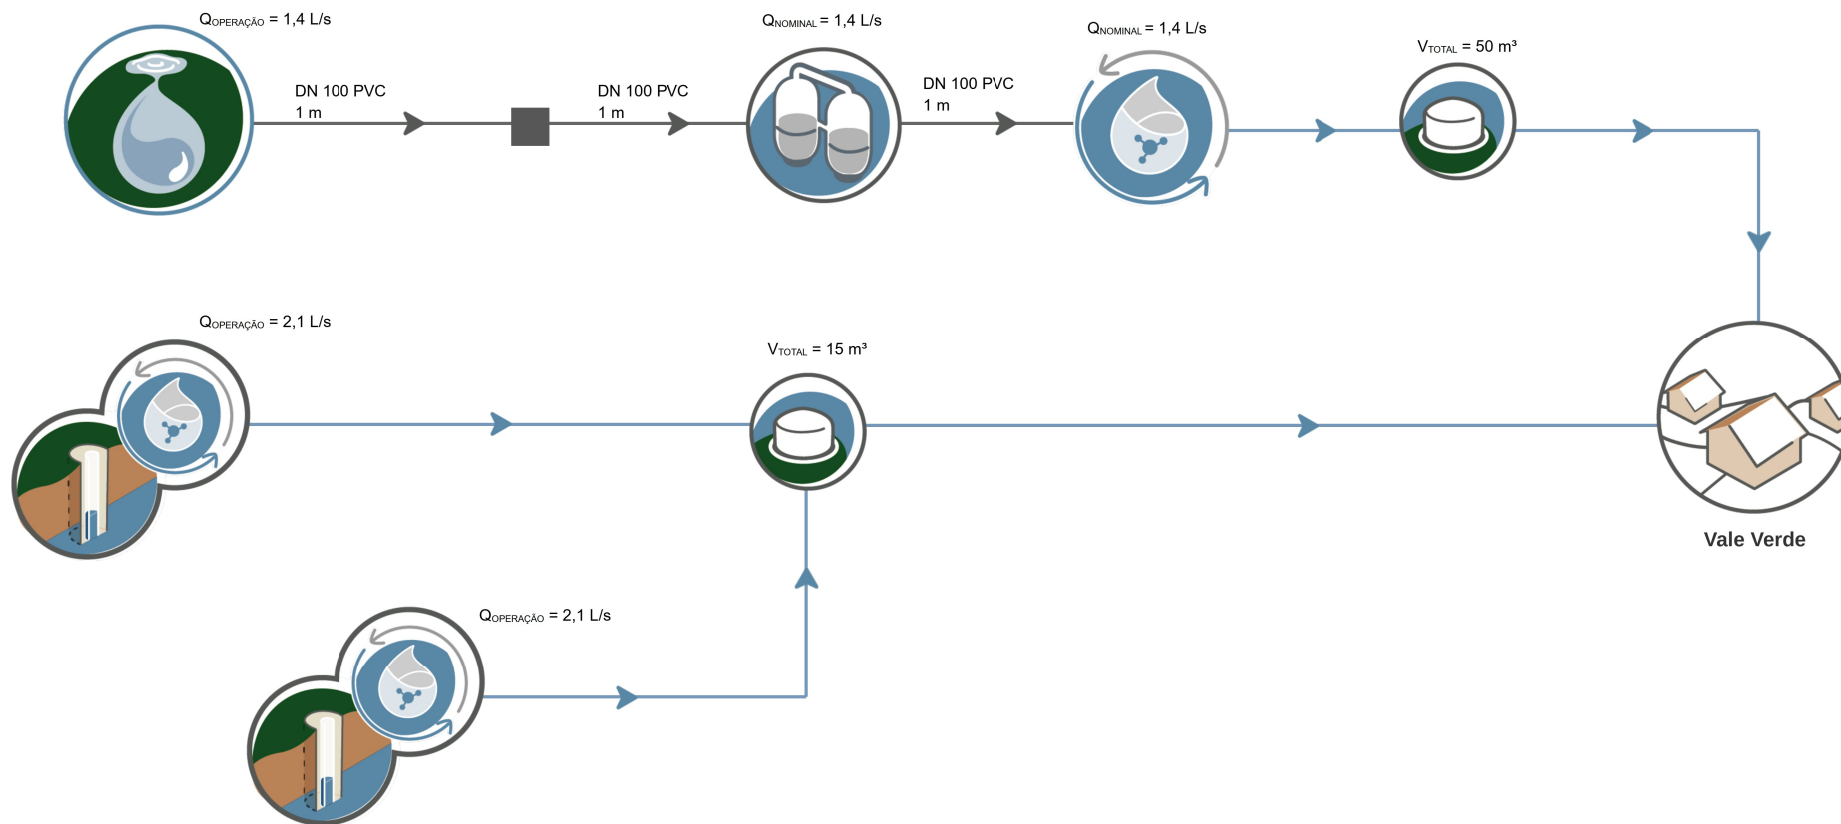 QOPERAÇÃO = 1,4 L/s
QNOMINAL = 1,4 L/s
QNOMINAL = 1,4 L/s
VTOTAL = 50 m³
DN 100 PVC
1 m
DN 100 PVC
1 m
DN 100 PVC
1 m
QOPERAÇÃO = 2,1 L/s
VTOTAL = 15 m³
Vale Verde
QOPERAÇÃO = 2,1 L/s